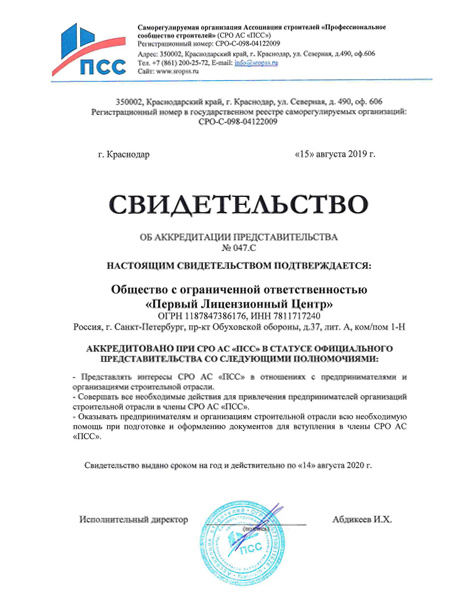 Саморегулируемая организация Ассоциация строителей «Профессиональное
сообщество строителей» (СРО АС «ПСС»)
Регистрационный номер: СРО-С-098-04122009
Адрес: 350002, Краснодарский край, г. Краснодар, ул. Северная, д.490, оф.606
Тел. +7 (861) 200-25-72, E-mail: info@sropss.ru
Сайт: www.sropss.ru
ПСС
350002, Краснодарский край, г. Краснодар, ул. Северная, д. 490, оф. 606
Регистрационный номер в государственном реестре саморегулируемых организаций:
СРО-С-098-04122009
г. Краснодар «15» августа 2019 г.
СВИДЕТЕЛЬСТВО
ОБ АККРЕДИТАЦИИ ПРЕДСТАВИТЕЛЬСТВА
№ 047.С
НАСТОЯЩИМ СВИДЕТЕЛЬСТВОМ ПОДТВЕРЖДАЕТСЯ:
Общество с ограниченной ответственностью
«Первый Лицензионный Центр»
ОГРН 1187847386176, ИНН 7811717240
Россия, г. Санкт-Петербург, пр-кт Обуховской обороны, д.37, лит. А, ком/пом 1-Н
АККРЕДИТОВАНО ПРИ СРО АС «ПСС» В СТАТУСЕ ОФИЦИАЛЬНОГО
ПРЕДСТАВИТЕЛЬСТВА СО СЛЕДУЮЩИМИ ПОЛНОМОЧИЯМИ:
- Представлять интересы СРО АС «ПСС» в отношениях с предпринимателями и
организациями строительной отрасли.
- Совершать все необходимые действия для привлечения предпринимателей организаций
строительной отрасли в члены СРО АС «ПСС».
- Оказывать предпринимателям и организациям строительной отрасли всю необходимую
помощь при подготовке и оформлению документов для вступления в члены СРО АС
«ПСС».
Свидетельство выдано сроком на год и действительно по «14» августа 2020 г.
Исполнительный директор Абдикеев И.Х.
ПСС